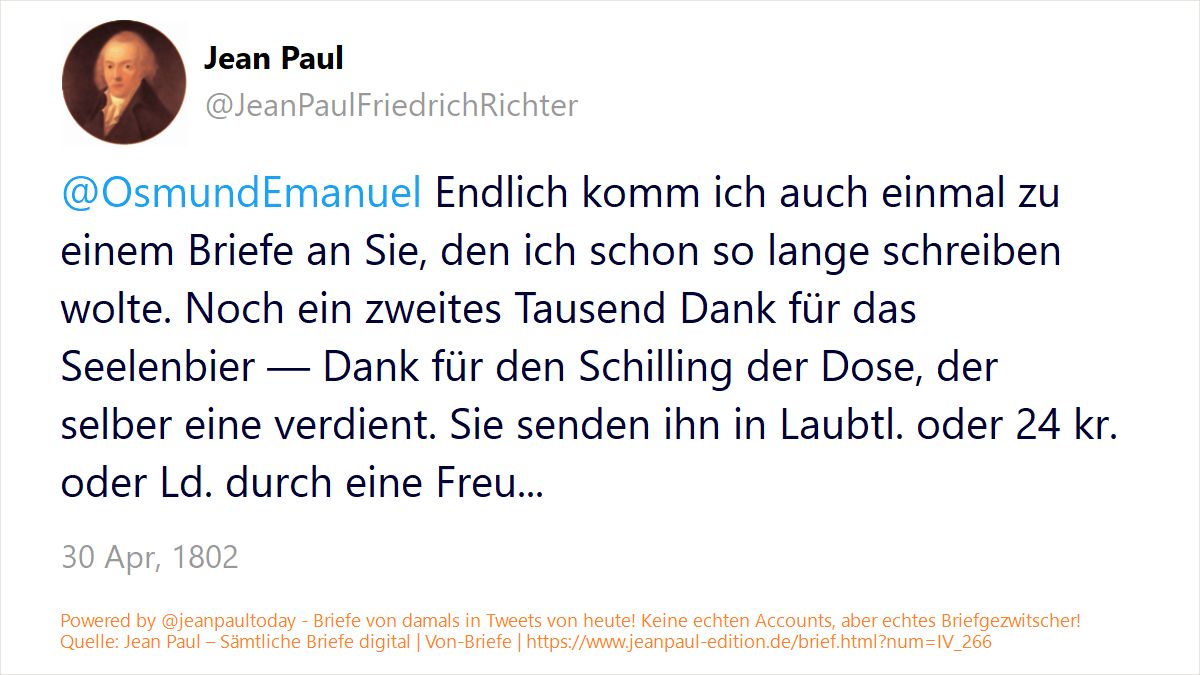 Jean Paul
@JeanPaulFriedrichRichter
@OsmundEmanuel Endlich komm ich auch einmal zu
einem Briefe an Sie, den ich schon so lange schreiben
wolte. Noch ein zweites Tausend Dank für das
Seelenbier — Dank für den Schilling der Dose, der
selber eine verdient. Sie senden ihn in Laubtl. oder 24 kr.
oder Ld. durch eine Freu...
30 Apr, 1802
Powered by @jeanpaultoday - Briefe von damals in Tweets von heute! Keine echten Accounts, aber echtes Briefgezwitscher!
Quelle: Jean Paul – Sämtliche Briefe digital | Von-Briefe | https://www.jeanpaul-edition.de/brief.html?num=IV_266